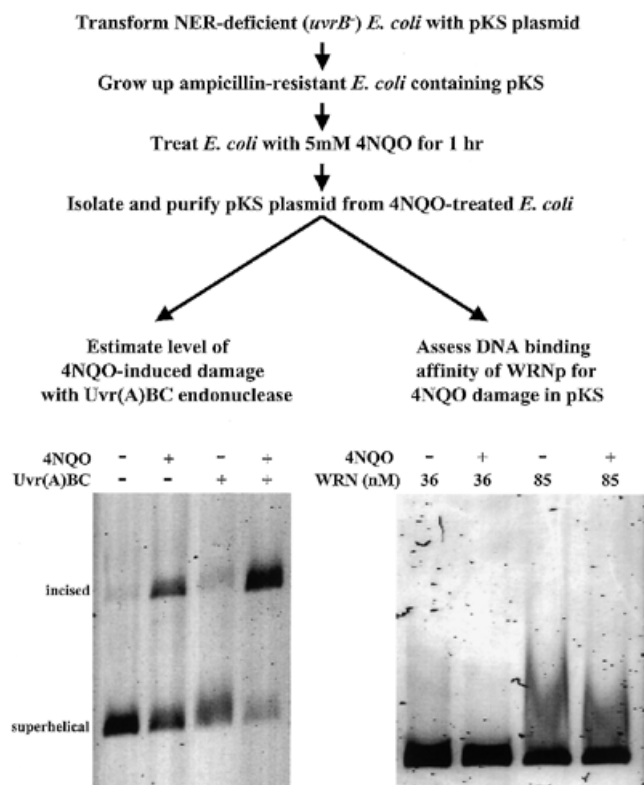 Transform NER-deficient (uvrB-) E. coli with pKS plasmid
Grow up ampicillin-resistant E. coli containing pKS
Treat E. coli with 5mM 4NQO for 1 hr
Isolate and purify pKS plasmid from 4NQO-treated E. coli
Estimate level of
4NQO-induced damage
with Uvr(A)BC endonuclease
Assess DNA binding
affinity of WRNp for
4NQO damage in pKS
4NQO - + - +
Uvr(A)BC - - + +
incised
superhelical
4NQO - + - +
WRN (nM) 36 36 85 85